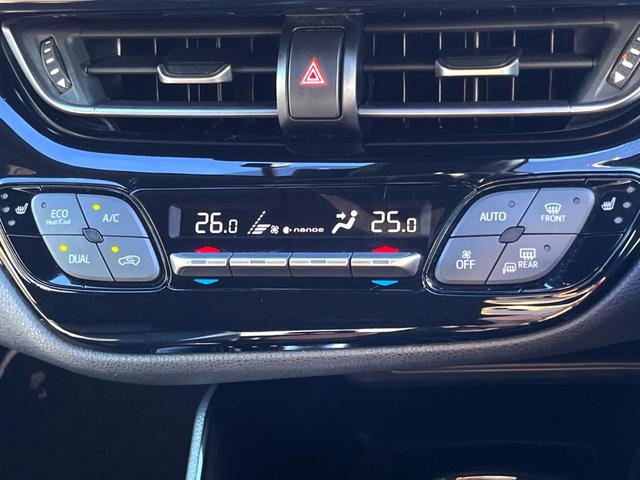 26.0 nanoe 25.0
ECO
Heat/Cool
A/C
DUAL
AUTO
FRONT
OFF
REAR